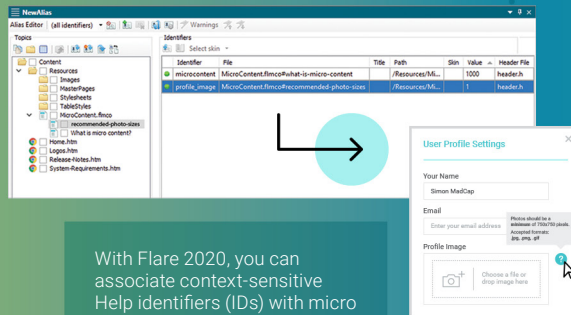 NewAlias
Alias Editor (all identifiers) Warnings
Topics
Identifiers
Select skin
Identifier File Title Path Skin Value Header File
microcontent MicroContent.flmco#what-is-micro-content /Resources/Mi... 1000 header.h
profile_image MicroContent.flmco#recommended-photo-sizes /Resources/Mi... 1 header.h
Content
Resources
Images
MasterPages
Stylesheets
TableStyles
MicroContent.flmco
recommended-photo-sizes
What is micro content?
Home.htm
Logos.htm
Release-Notes.htm
System-Requirements.htm
User Profile Settings
Your Name
Simon MadCap
Email
Enter your email address
Photos should be a
minimum of 750x750 pixels.
Accepted formats:
.jpg, .png, .gif
Profile Image
?
Choose a file or
drop image here
With Flare 2020, you can
associate context-sensitive
Help identifiers (IDs) with micro